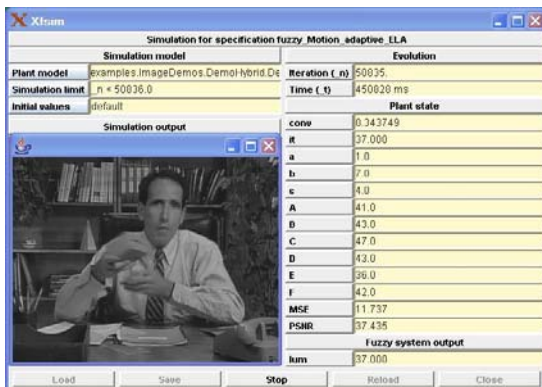 Xfsim
Simulation for specification fuzzy_Motion_adaptive_ELA
Simulation model
Plant model examples.ImageDemos.DemoHybrid.De
Simulation limit _n < 50036.0
Initial values default
Simulation output
Evolution
Iteration (_n) 50035.
Time (_t) 450828 ms
Plant state
conv 0.343749
it 37.000
a 1.0
b 7.0
c 4.0
A 41.0
B 43.0
C 47.0
D 43.0
E 36.0
F 42.0
MSE 11.737
PSNR 37.435
Fuzzy system output
lum 37.000
Load Save Stop Reload Close